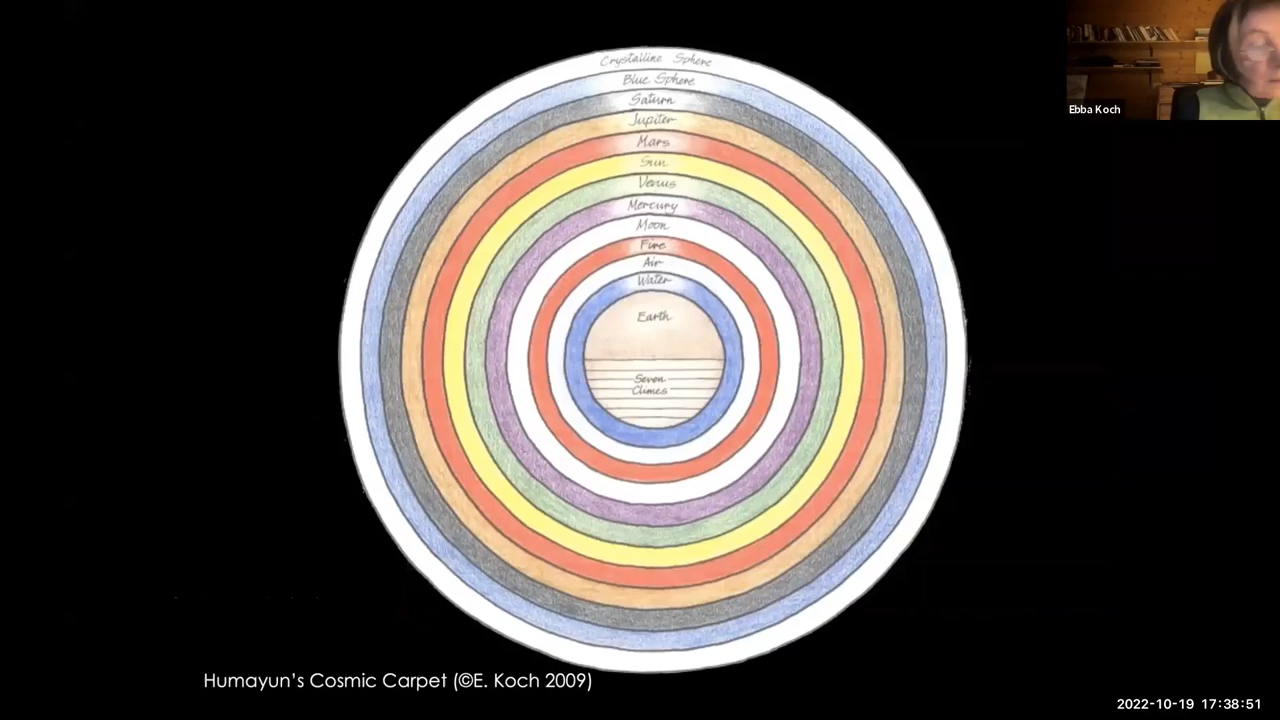 Crystalline Sphere
Blue Sphere
Saturn
Jupiter
Mars
Sun
Venus
Mercury
Moon
Fire
Air
Water
Earth
Seven
Climes
Humayun's Cosmic Carpet (©E. Koch 2009)
Ebba Koch
2022-10-19 17:38:51